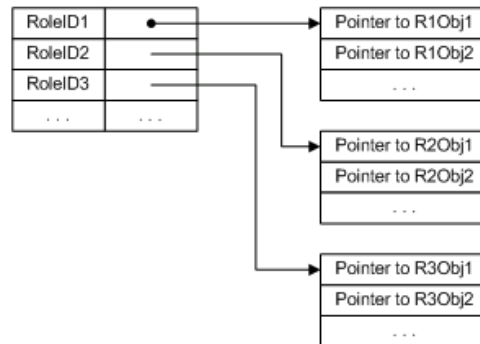 RoleID1
RoleID2
RoleID3
. . . . . .
Pointer to R1Obj1
Pointer to R1Obj2
. . .
Pointer to R2Obj1
Pointer to R2Obj2
. . .
Pointer to R3Obj1
Pointer to R3Obj2
. . .